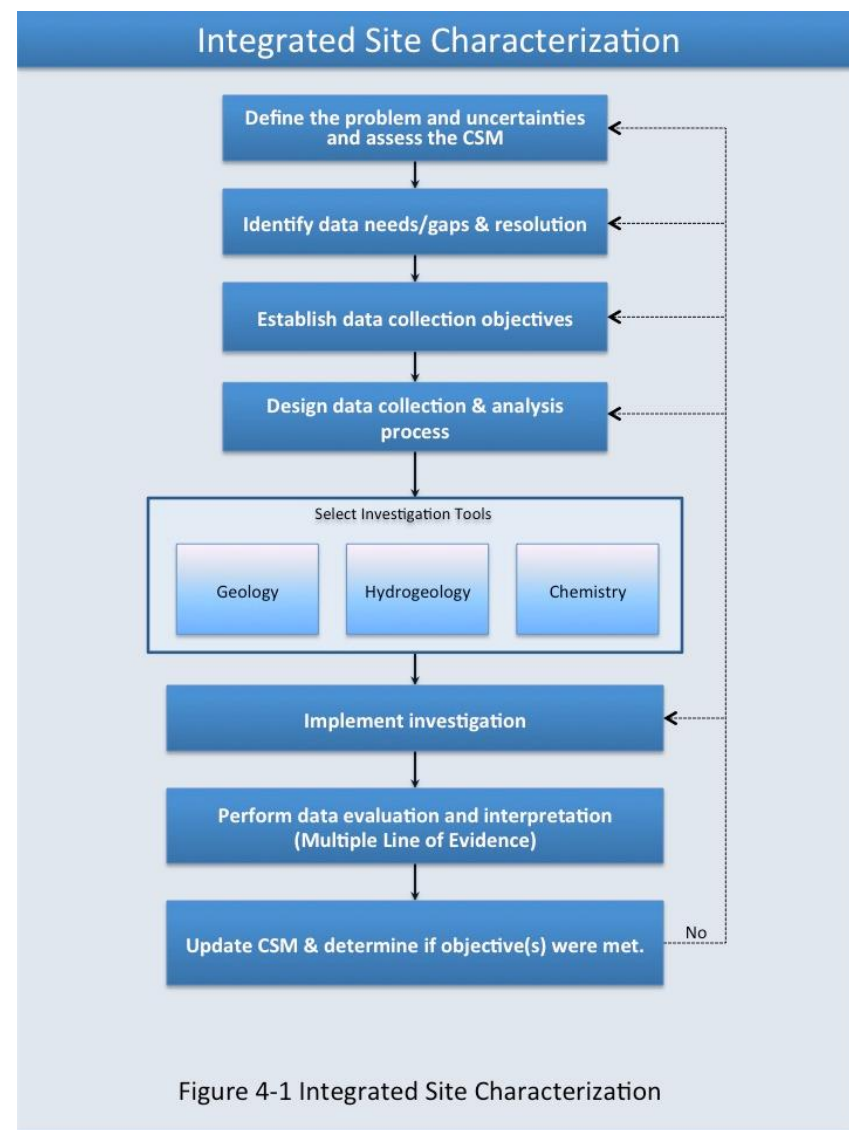 Integrated Site Characterization
Define the problem and uncertainties
and assess the CSM
Identify data needs/gaps & resolution
Establish data collection objectives
Design data collection & analysis
process
Select Investigation Tools
Geology
Hydrogeology
Chemistry
Implement investigation
Perform data evaluation and interpretation
(Multiple Line of Evidence)
Update CSM & determine if objective(s) were met.
No
Figure 4-1 Integrated Site Characterization